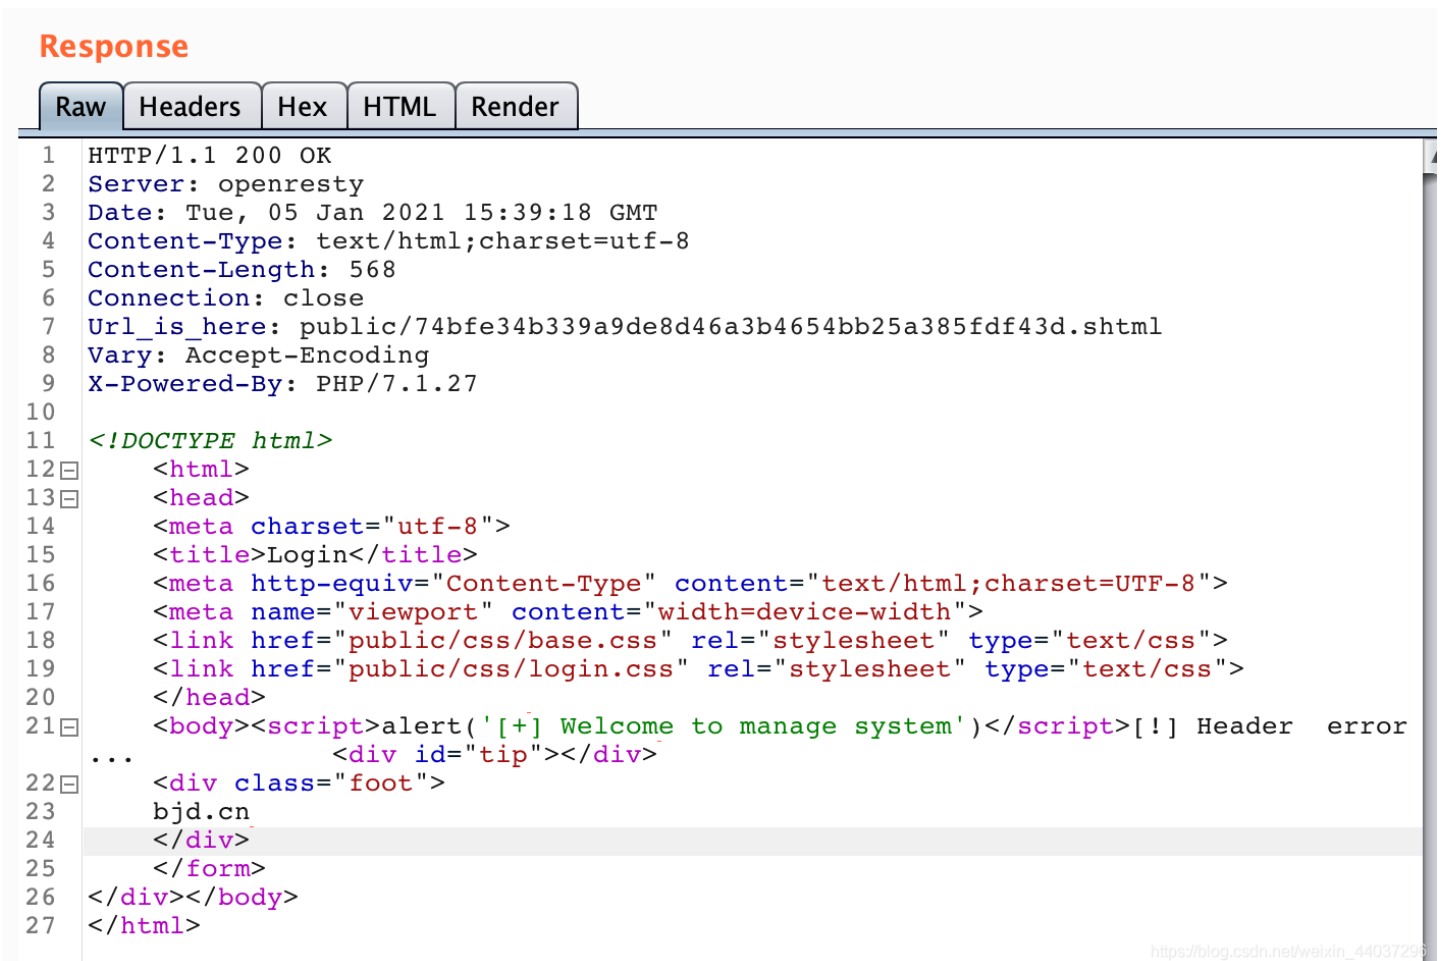 Response
Raw Headers Hex HTML Render
1 HTTP/1.1 200 OK
2 Server: openresty
3 Date: Tue, 05 Jan 2021 15:39:18 GMT
4 Content-Type: text/html;charset=utf-8
5 Content-Length: 568
6 Connection: close
7 Url_is_here: public/74bfe34b339a9de8d46a3b4654bb25a385fdf43d.shtml
8 Vary: Accept-Encoding
9 X-Powered-By: PHP/7.1.27
10
11 <!DOCTYPE html>
12 <html>
13 <head>
14 <meta charset="utf-8">
15 <title>Login</title>
16 <meta http-equiv="Content-Type" content="text/html;charset=UTF-8">
17 <meta name="viewport" content="width=device-width">
18 <link href="public/css/base.css" rel="stylesheet" type="text/css">
19 <link href="public/css/login.css" rel="stylesheet" type="text/css">
20 </head>
21 <body><script>alert('[+] Welcome to manage system')</script>[!] Header  error
... <div id="tip"></div>
22 <div class="foot">
23 bjd.cn
24 </div>
25 </form>
26 </div></body>
27 </html>
https://blog.csdn.net/weixin_44037296